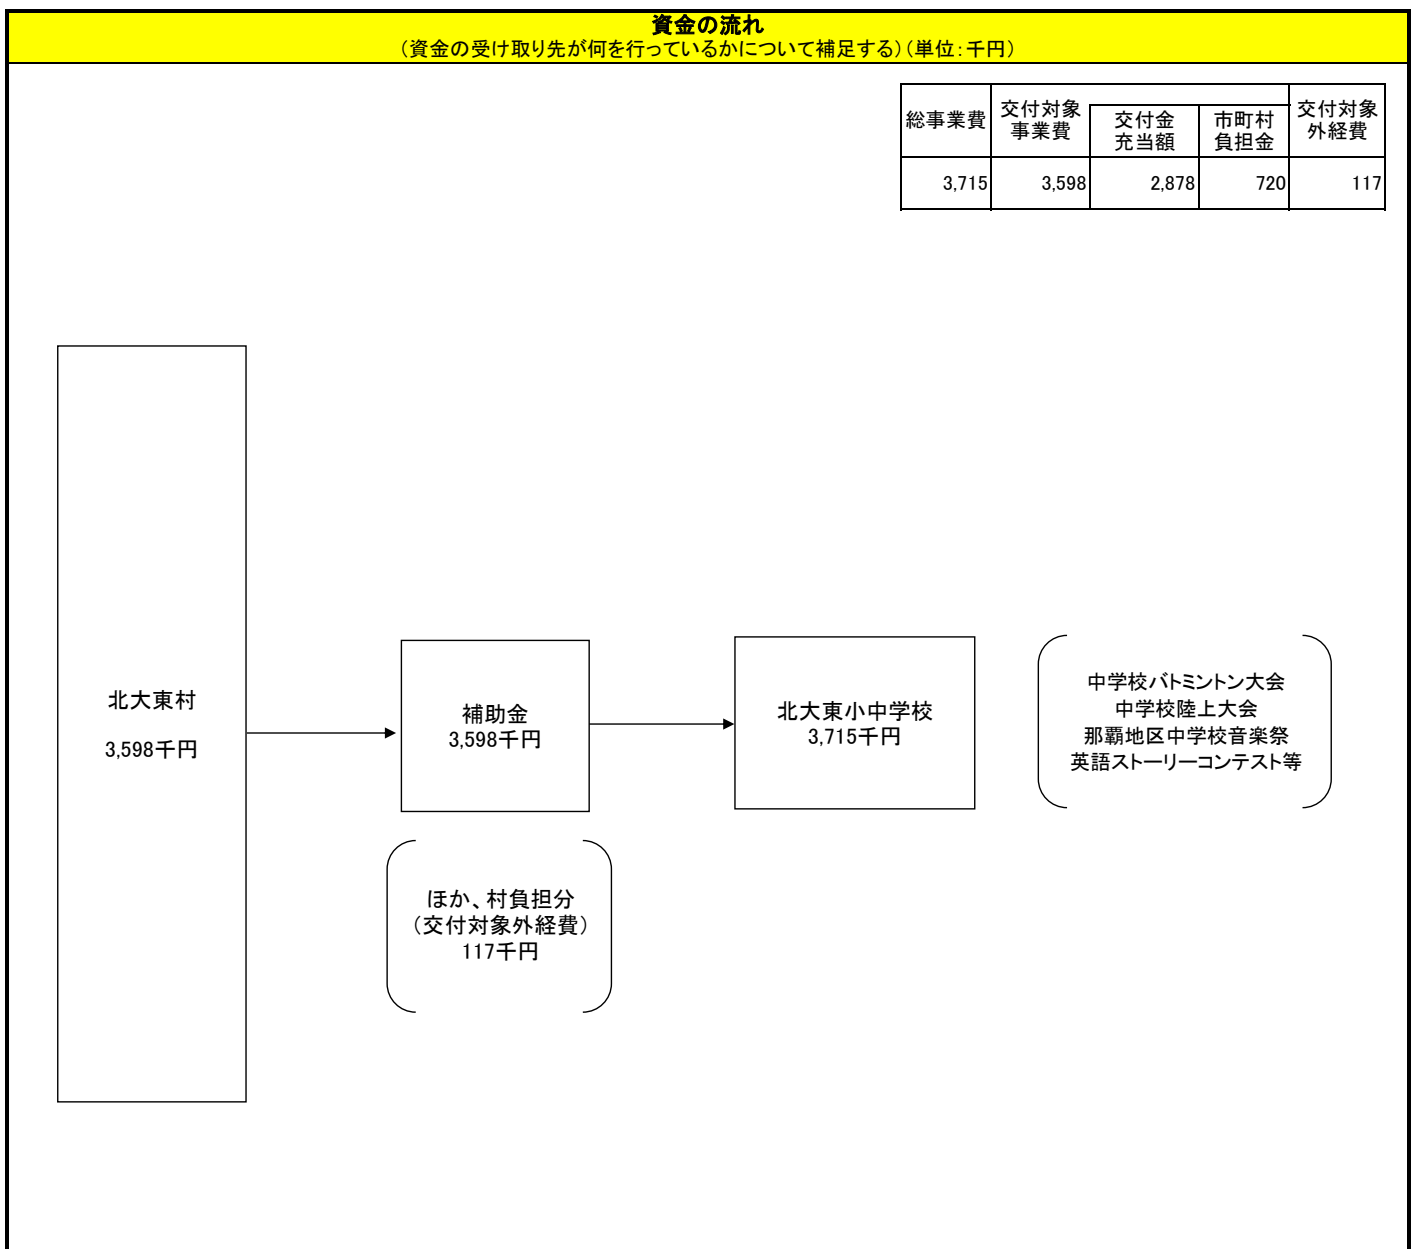 資金の流れ
（資金の受け取り先が何を行っているかについて補足する）（単位：千円）
総事業費
交付対象
事業費
交付金
充当額
市町村
負担金
交付対象
外経費
3,715
3,598
2,878
720
117
北大東村
3,598千円
補助金
3,598千円
北大東小中学校
3,715千円
中学校バトミントン大会
中学校陸上大会
那覇地区中学校音楽祭
英語ストーリーコンテスト等
ほか、村負担分
（交付対象外経費）
117千円